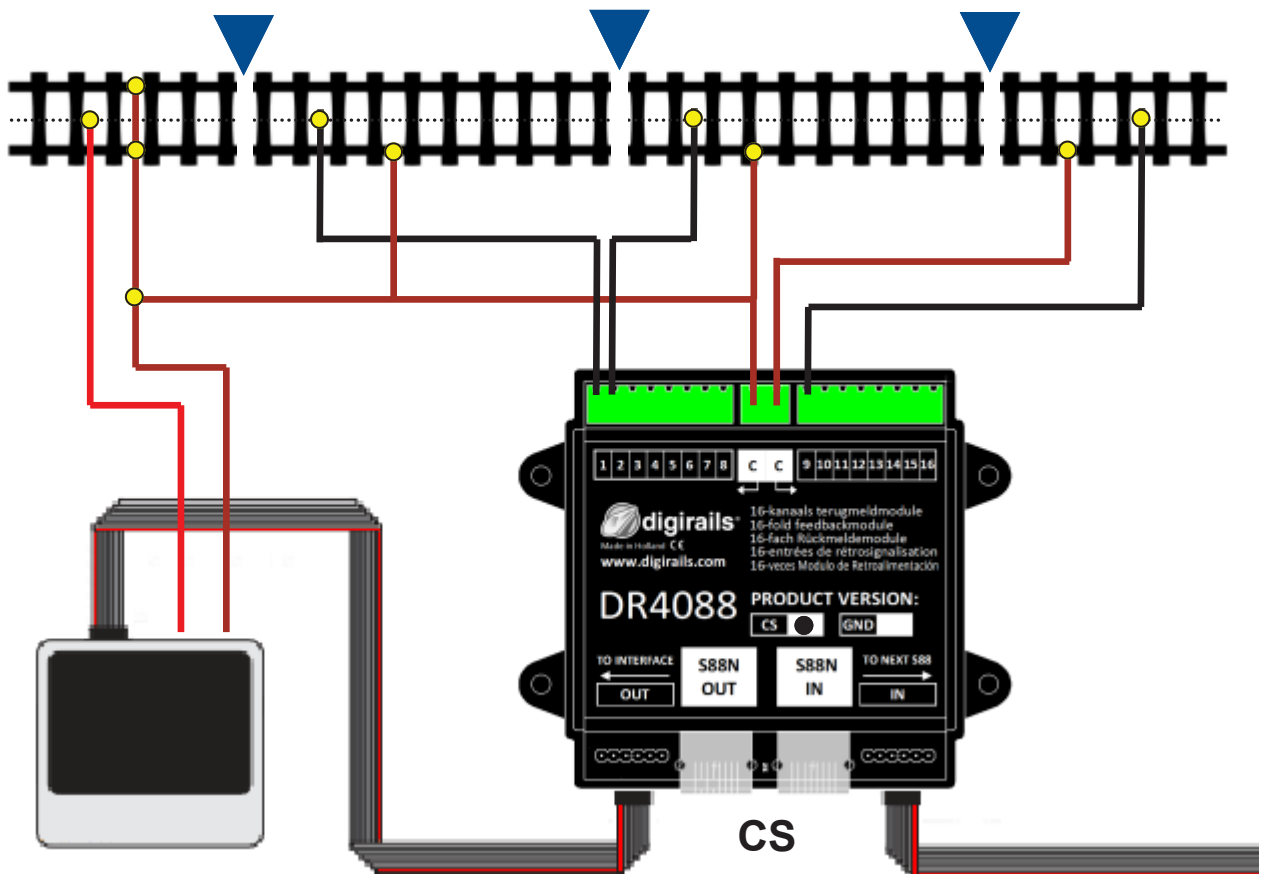 1 2 3 4 5 6 7 8 C C 9 10 11 12 13 14 15 16
digirails
Made in Holland CE
www.digirails.com
16-kanaals terugmeldmodule
16-fold feedbackmodule
16-fach Rückmeldemodule
16-entrées de rétrosignalisation
16-veces Modulo de Retroalimentación
DR4088
PRODUCT VERSION:
CS GND
TO INTERFACE
OUT
S88N
OUT
S88N
IN
TO NEXT S88
IN
CS